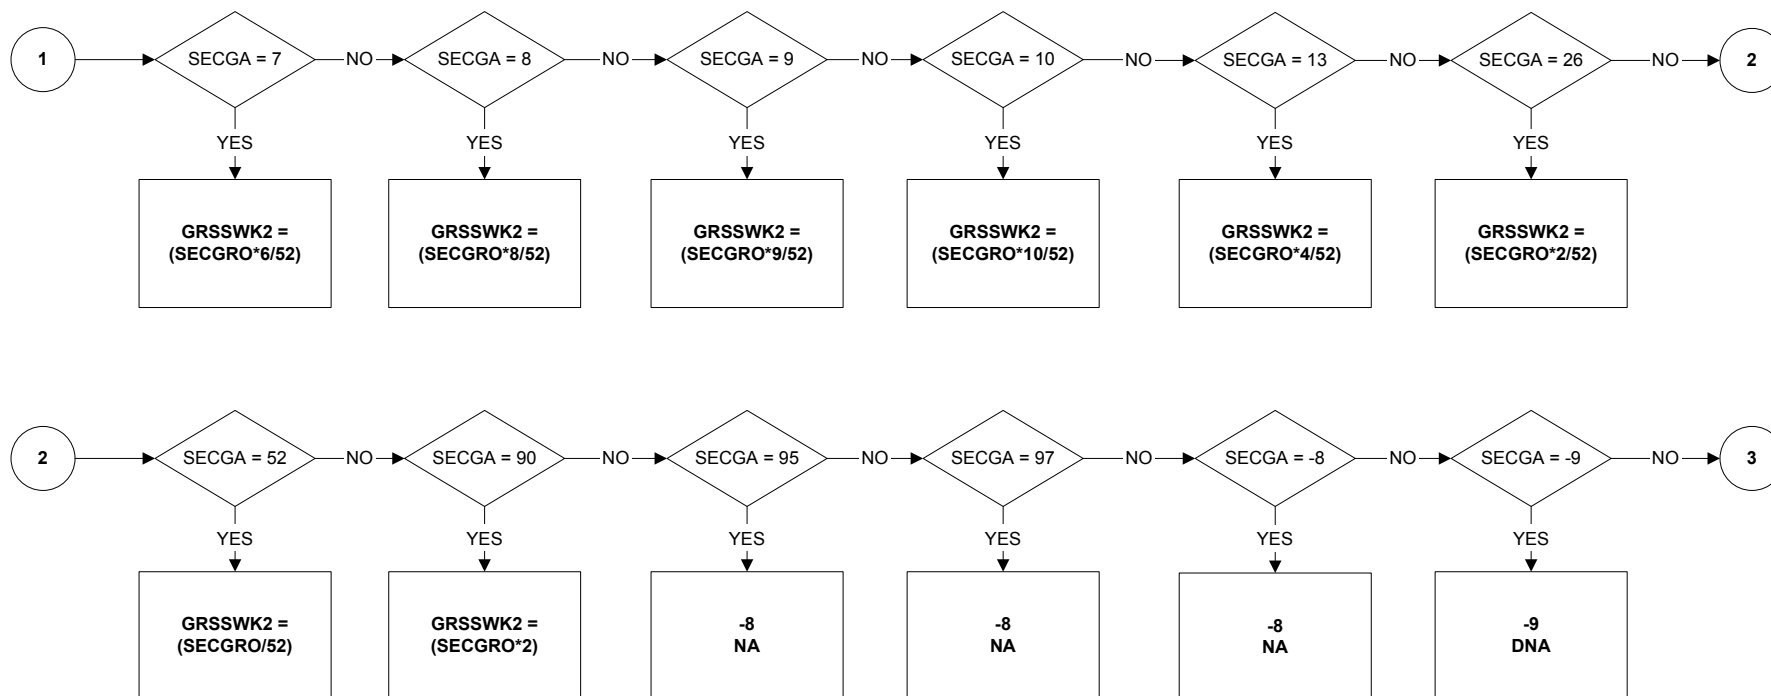 1
SECGA = 7
NO
SECGA = 8
NO
SECGA = 9
NO
SECGA = 10
NO
SECGA = 13
NO
SECGA = 26
NO
2
YES
YES
YES
YES
YES
YES
GRSSWK2 =
(SECGRO*6/52)
GRSSWK2 =
(SECGRO*8/52)
GRSSWK2 =
(SECGRO*9/52)
GRSSWK2 =
(SECGRO*10/52)
GRSSWK2 =
(SECGRO*4/52)
GRSSWK2 =
(SECGRO*2/52)
2
SECGA = 52
NO
SECGA = 90
NO
SECGA = 95
NO
SECGA = 97
NO
SECGA = -8
NO
SECGA = -9
NO
3
YES
YES
YES
YES
YES
YES
GRSSWK2 =
(SECGRO/52)
GRSSWK2 =
(SECGRO*2)
-8
NA
-8
NA
-8
NA
-9
DNA